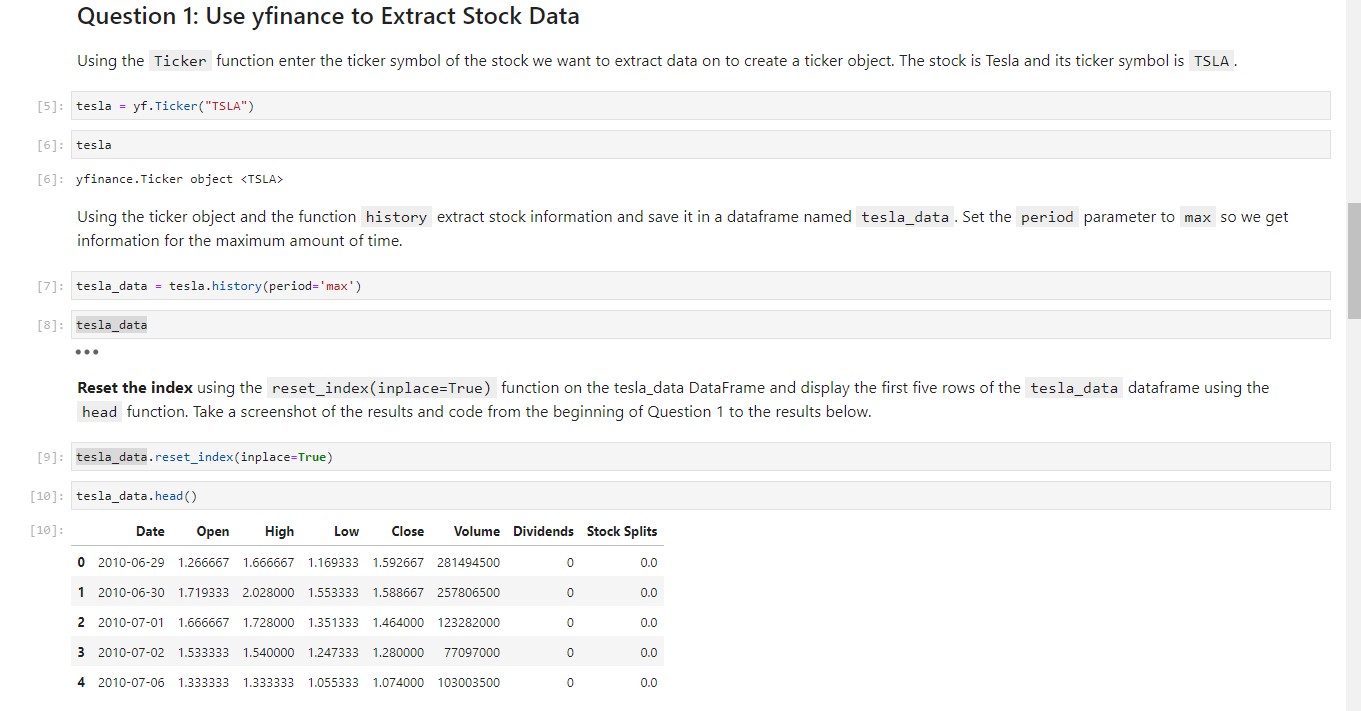 Question 1: Use yfinance to Extract Stock Data
Using the Ticker function enter the ticker symbol of the stock we want to extract data on to create a ticker object. The stock is Tesla and its ticker symbol is TSLA .
[5]: tesla = yf.Ticker("TSLA")
[6]: tesla
[6]: yfinance.Ticker object <TSLA>
Using the ticker object and the function history extract stock information and save it in a dataframe named tesla_data . Set the period parameter to max so we get
information for the maximum amount of time.
[7]: tesla_data = tesla.history(period='max')
[8]: tesla_data
•••
Reset the index using the reset_index(inplace=True) function on the tesla_data DataFrame and display the first five rows of the tesla_data dataframe using the
head function. Take a screenshot of the results and code from the beginning of Question 1 to the results below.
[9]: tesla_data.reset_index(inplace=True)
[10]: tesla_data.head()
[10]: Date Open High Low Close Volume Dividends Stock Splits
0 2010-06-29 1.266667 1.666667 1.169333 1.592667 281494500 0 0.0
1 2010-06-30 1.719333 2.028000 1.553333 1.588667 257806500 0 0.0
2 2010-07-01 1.666667 1.728000 1.351333 1.464000 123282000 0 0.0
3 2010-07-02 1.533333 1.540000 1.247333 1.280000 77097000 0 0.0
4 2010-07-06 1.333333 1.333333 1.055333 1.074000 103003500 0 0.0